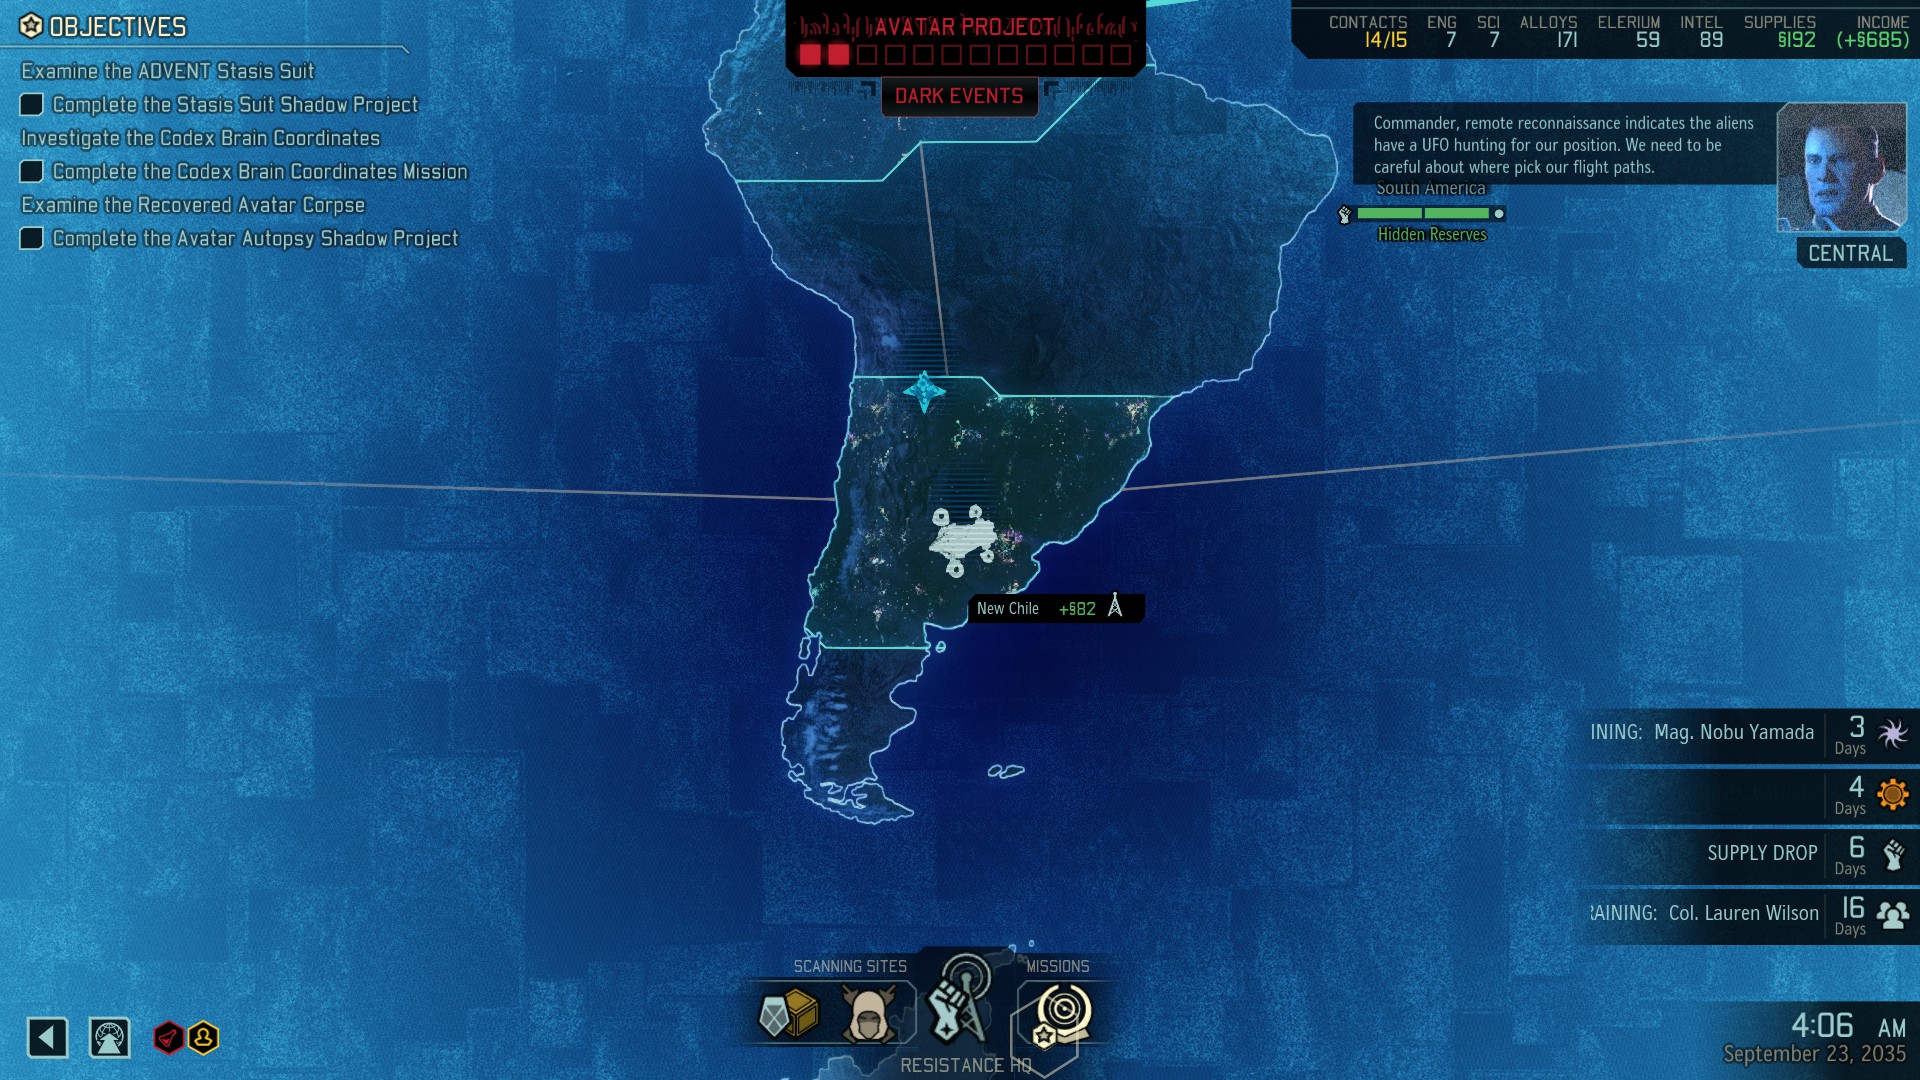 OBJECTIVES
Examine the ADVENT Stasis Suit
Complete the Stasis Suit Shadow Project
Investigate the Codex Brain Coordinates
Complete the Codex Brain Coordinates Mission
Examine the Recovered Avatar Corpse
Complete the Avatar Autopsy Shadow Project
AVATAR PROJECT
DARK EVENTS
CONTACTS ENG SCI ALLOYS ELERIUM INTEL SUPPLIES INCOME
14/15 7 7 171 59 89 §192 (+§685)
Commander, remote reconnaissance indicates the aliens
have a UFO hunting for our position. We need to be
careful about where pick our flight paths.
CENTRAL
South America
Hidden Reserves
New Chile +§82
INING: Mag. Nobu Yamada 3 Days
4 Days
SUPPLY DROP 6 Days
RAINING: Col. Lauren Wilson 16 Days
SCANNING SITES
MISSIONS
RESISTANCE HQ
4:06 AM
September 23, 2035